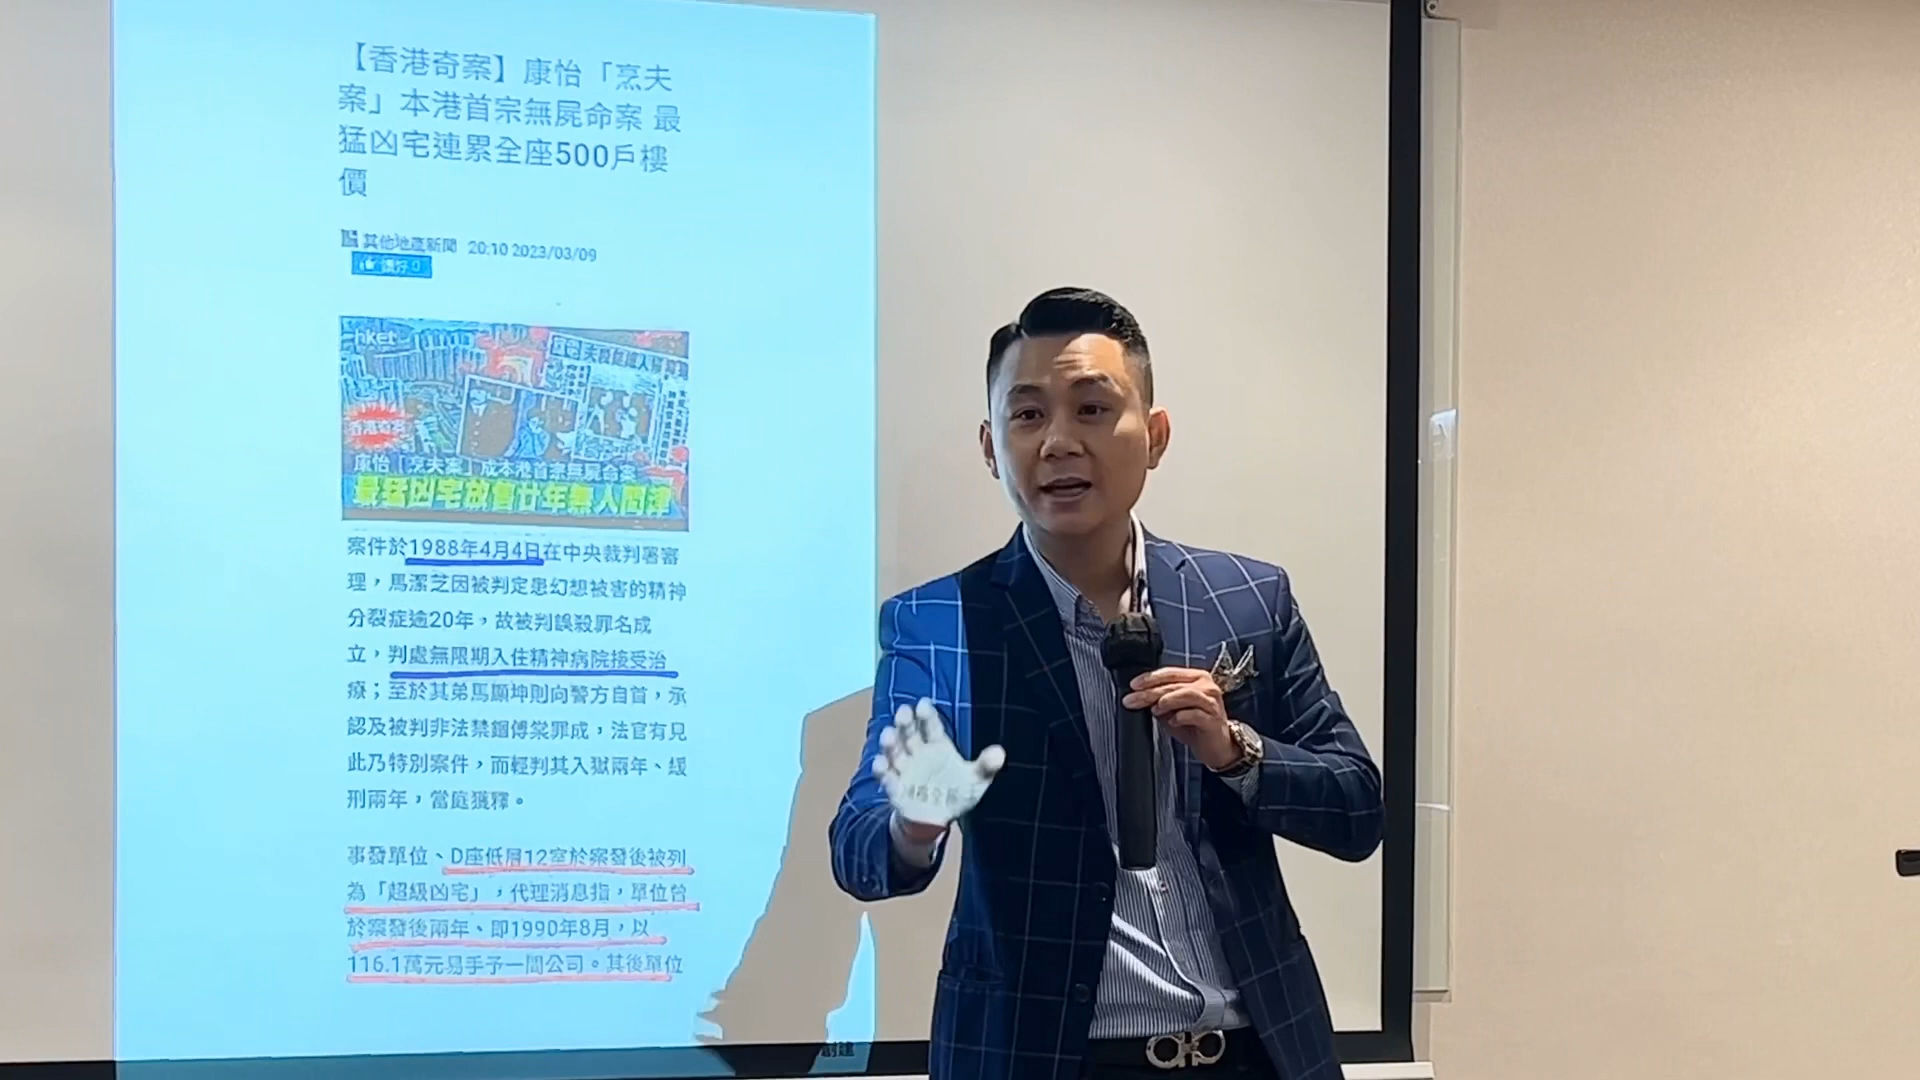 【香港奇案】康怡「烹夫
案」本港首宗無屍命案 最
猛凶宅連累全座500戶樓
價
其他地產新聞 20:10 2023/03/09
讚好 0
hket
香港奇案
康怡「烹夫案」成本港首宗無屍命案
最猛凶宅放售廿年無人問津
案件於1988年4月4日在中央裁判署審
理，馬潔芝因被判定患幻想被害的精神
分裂症逾20年，故被判誤殺罪名成
立，判處無限期入住精神病院接受治
療；至於其弟馬顯坤則向警方自首，承
認及被判非法禁錮傅棠罪成，法官有見
此乃特別案件，而輕判其入獄兩年、緩
刑兩年，當庭獲釋。
事發單位、D座低層12室於案發後被列
為「超級凶宅」，代理消息指，單位曾
於案發後兩年、即1990年8月，以
116.1萬元易手予一間公司。其後單位